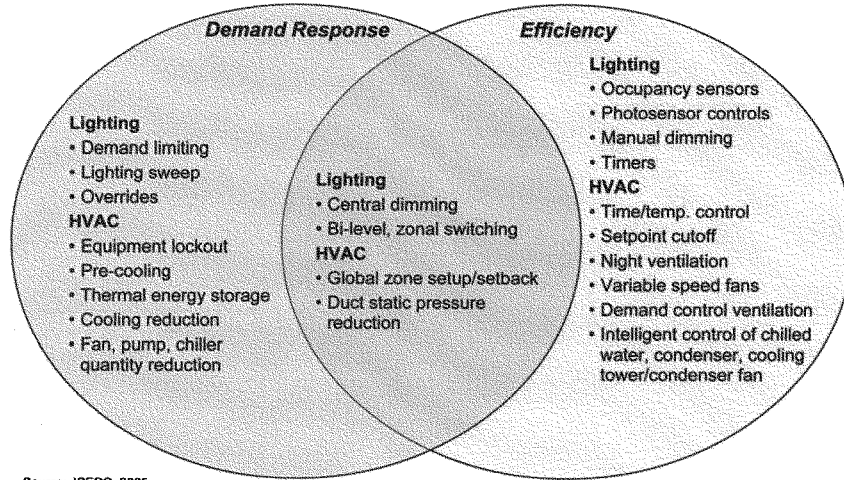 Demand Response
Lighting
• Demand limiting
• Lighting sweep
• Overrides
HVAC
• Equipment lockout
• Pre-cooling
• Thermal energy storage
• Cooling reduction
• Fan, pump, chiller
quantity reduction
Lighting
• Central dimming
• Bi-level, zonal switching
HVAC
• Global zone setup/setback
• Duct static pressure
reduction
Efficiency
Lighting
• Occupancy sensors
• Photosensor controls
• Manual dimming
• Timers
HVAC
• Time/temp. control
• Setpoint cutoff
• Night ventilation
• Variable speed fans
• Demand control ventilation
• Intelligent control of chilled
water, condenser, cooling
tower/condenser fan